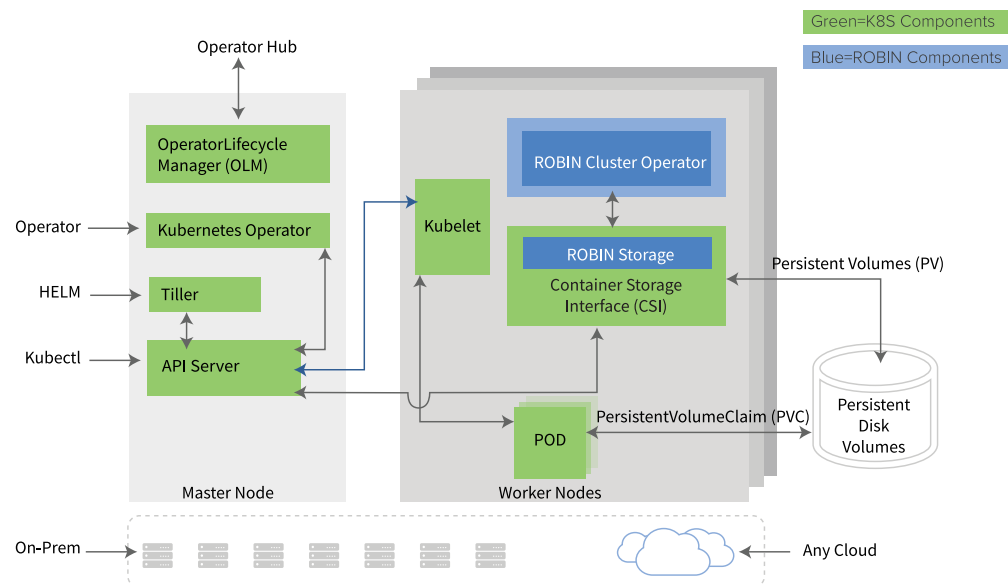 Green=K8S Components
Blue=ROBIN Components
Operator Hub
OperatorLifecycle
Manager (OLM)
ROBIN Cluster Operator
Operator
Kubernetes Operator
Kubelet
ROBIN Storage
Container Storage
Interface (CSI)
Persistent Volumes (PV)
HELM
Tiller
Kubectl
API Server
PersistentVolumeClaim (PVC)
POD
Persistent
Disk
Volumes
Master Node
Worker Nodes
On-Prem
Any Cloud